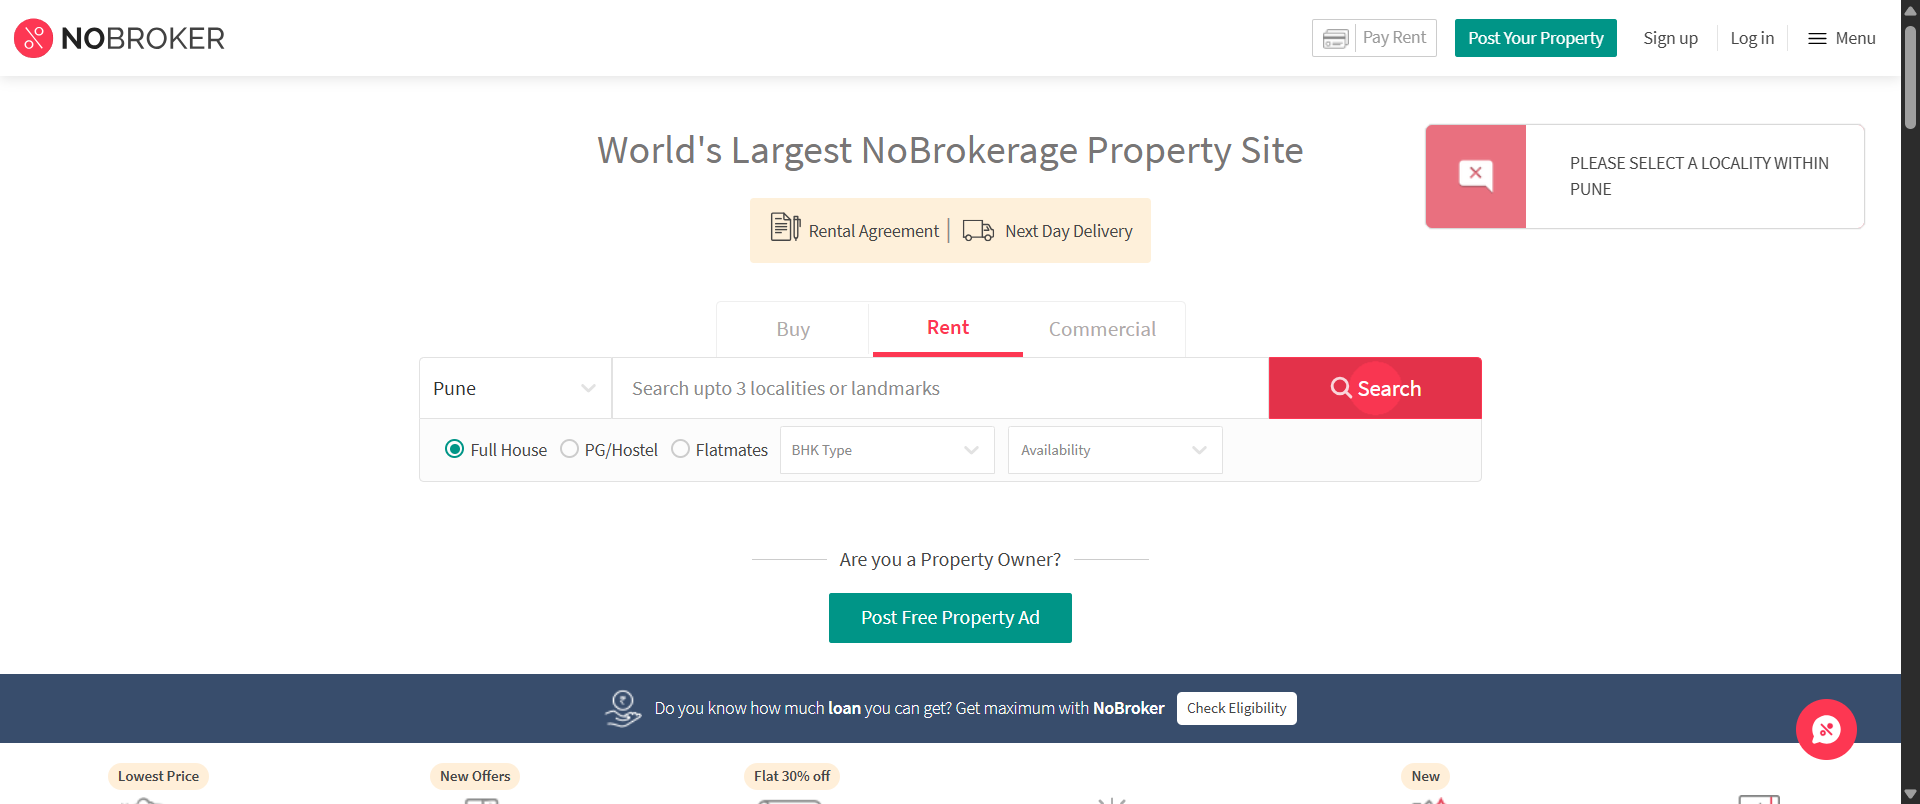 NOBROKER
Pay Rent
Post Your Property
Sign up
Log in
Menu
World's Largest NoBrokerage Property Site
PLEASE SELECT A LOCALITY WITHIN
PUNE
Rental Agreement
Next Day Delivery
Buy
Rent
Commercial
Pune
Search upto 3 localities or landmarks
Search
Full House
PG/Hostel
Flatmates
BHK Type
Availability
Are you a Property Owner?
Post Free Property Ad
Do you know how much loan you can get? Get maximum with NoBroker
Check Eligibility
Lowest Price
New Offers
Flat 30% off
New